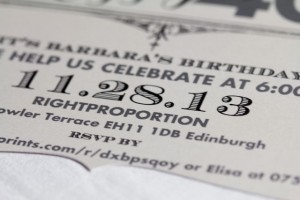 IT'S BARBARA'S BIRTHDAY
HELP US CELEBRATE AT 6:00
11.28.13
RIGHTPROPORTION
owler Terrace EH11 1DB Edinburgh
RSVP BY
prints.com/r/dxbpsqoy or Elisa at 075